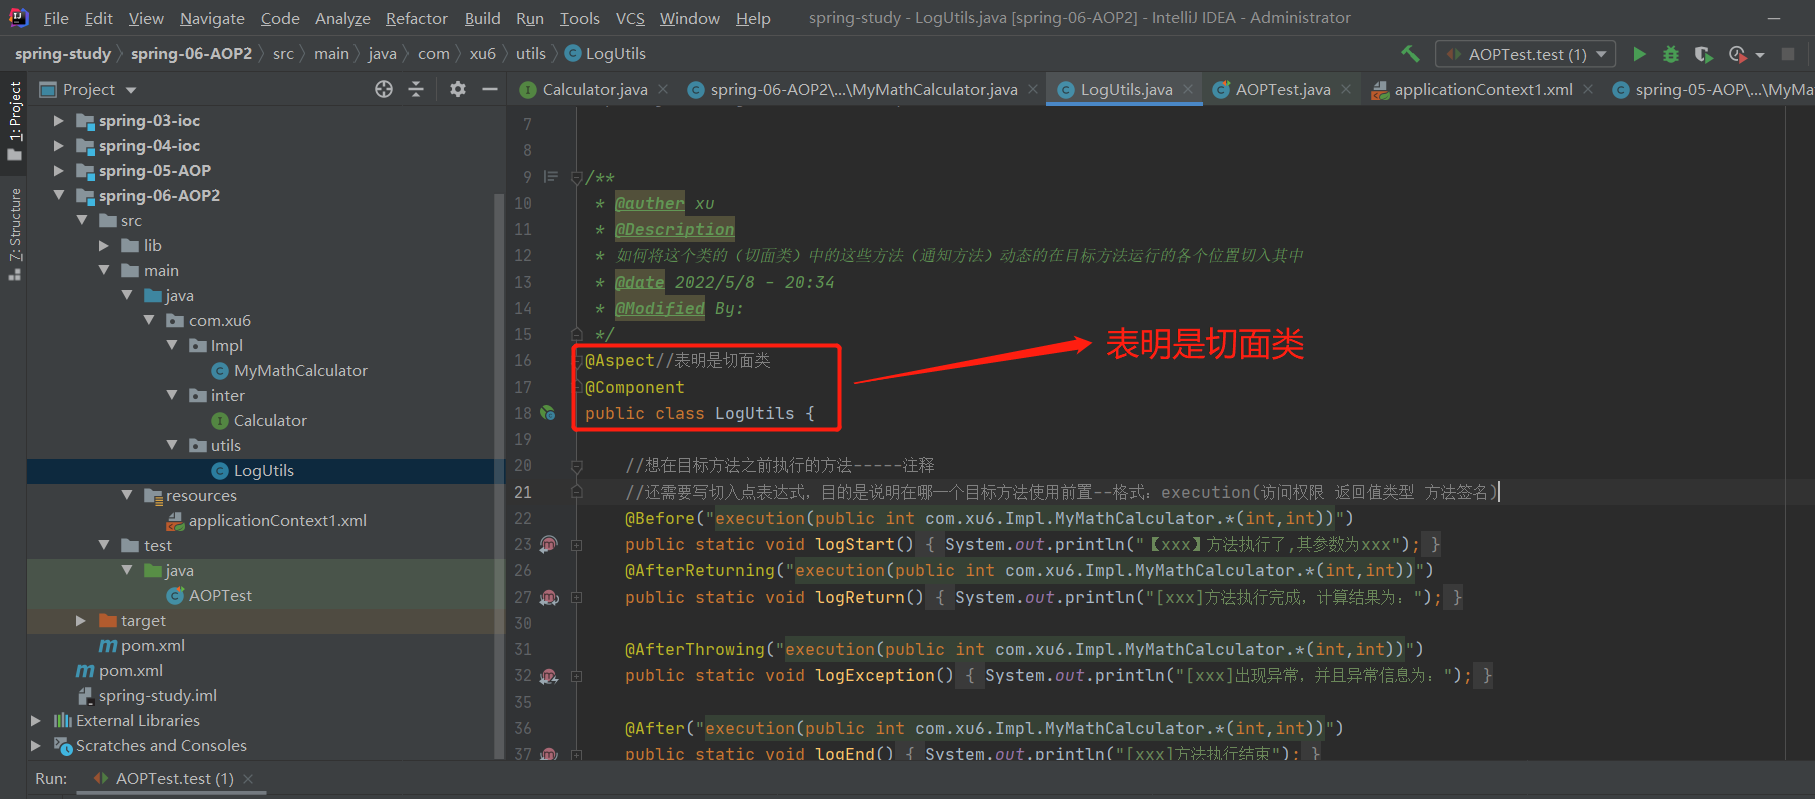 File Edit View Navigate Code Analyze Refactor Build Run Tools VCS Window Help spring-study - LogUtils.java [spring-06-AOP2] - IntelliJ IDEA - Administrator
spring-study spring-06-AOP2 src main java com xu6 utils LogUtils AOPTest.test (1)
Project Calculator.java spring-06-AOP2\...\MyMathCalculator.java LogUtils.java AOPTest.java applicationContext1.xml spring-05-AOP\...\MyMa
1: Project
7: Structure
spring-03-ioc
spring-04-ioc
spring-05-AOP
spring-06-AOP2
src
lib
main
java
com.xu6
Impl
MyMathCalculator
inter
Calculator
utils
LogUtils
resources
applicationContext1.xml
test
java
AOPTest
target
pom.xml
pom.xml
spring-study.iml
External Libraries
Scratches and Consoles
7
8
9 /**
10 * @auther xu
11 * @Description
12 * 如何将这个类的（切面类）中的这些方法（通知方法）动态的在目标方法运行的各个位置切入其中
13 * @date 2022/5/8 - 20:34
14 * @Modified By:
15 */
16 @Aspect//表明是切面类
17 @Component
18 public class LogUtils {
表明是切面类
19
20 //想在目标方法之前执行的方法-----注释
21 //还需要写切入点表达式，目的是说明在哪一个目标方法使用前置--格式：execution(访问权限 返回值类型 方法签名)
22 @Before("execution(public int com.xu6.Impl.MyMathCalculator.*(int,int))")
23 public static void logStart() { System.out.println("【xxx】方法执行了,其参数为xxx"); }
26 @AfterReturning("execution(public int com.xu6.Impl.MyMathCalculator.*(int,int))")
27 public static void logReturn() { System.out.println("[xxx]方法执行完成，计算结果为："); }
30
31 @AfterThrowing("execution(public int com.xu6.Impl.MyMathCalculator.*(int,int))")
32 public static void logException() { System.out.println("[xxx]出现异常，并且异常信息为："); }
35
36 @After("execution(public int com.xu6.Impl.MyMathCalculator.*(int,int))")
37 public static void logEnd() { System.out.println("[xxx]方法执行结束"); }
Run: AOPTest.test (1)